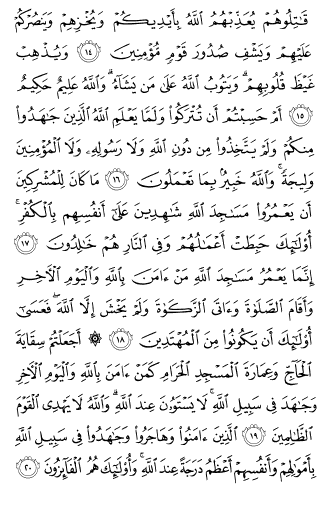 قَٰتِلُوهُمْ يُعَذِّبْهُمُ ٱللَّهُ بِأَيْدِيكُمْ وَيُخْزِهِمْ وَيَنصُرْكُمْ
عَلَيْهِمْ وَيَشْفِ صُدُورَ قَوْمٍ مُّؤْمِنِينَ ١٤ وَيُذْهِبْ
غَيْظَ قُلُوبِهِمْ ۗ وَيَتُوبُ ٱللَّهُ عَلَىٰ مَن يَشَآءُ ۗ وَٱللَّهُ عَلِيمٌ حَكِيمٌ
١٥ أَمْ حَسِبْتُمْ أَن تُتْرَكُوا۟ وَلَمَّا يَعْلَمِ ٱللَّهُ ٱلَّذِينَ جَٰهَدُوا۟
مِنكُمْ وَلَمْ يَتَّخِذُوا۟ مِن دُونِ ٱللَّهِ وَلَا رَسُولِهِۦ وَلَا ٱلْمُؤْمِنِينَ
وَلِيجَةً ۚ وَٱللَّهُ خَبِيرٌۢ بِمَا تَعْمَلُونَ ١٦ مَا كَانَ لِلْمُشْرِكِينَ
أَن يَعْمُرُوا۟ مَسَٰجِدَ ٱللَّهِ شَٰهِدِينَ عَلَىٰٓ أَنفُسِهِم بِٱلْكُفْرِ ۚ
أُو۟لَٰٓئِكَ حَبِطَتْ أَعْمَٰلُهُمْ وَفِى ٱلنَّارِ هُمْ خَٰلِدُونَ ١٧
إِنَّمَا يَعْمُرُ مَسَٰجِدَ ٱللَّهِ مَنْ ءَامَنَ بِٱللَّهِ وَٱلْيَوْمِ ٱلْءَاخِرِ
وَأَقَامَ ٱلصَّلَوٰةَ وَءَاتَى ٱلزَّكَوٰةَ وَلَمْ يَخْشَ إِلَّا ٱللَّهَ ۖ فَعَسَىٰٓ
أُو۟لَٰٓئِكَ أَن يَكُونُوا۟ مِنَ ٱلْمُهْتَدِينَ ١٨ ۞ أَجَعَلْتُمْ سِقَايَةَ
ٱلْحَآجِّ وَعِمَارَةَ ٱلْمَسْجِدِ ٱلْحَرَامِ كَمَنْ ءَامَنَ بِٱللَّهِ وَٱلْيَوْمِ ٱلْءَاخِرِ
وَجَٰهَدَ فِى سَبِيلِ ٱللَّهِ ۚ لَا يَسْتَوُۥنَ عِندَ ٱللَّهِ ۗ وَٱللَّهُ لَا يَهْدِى ٱلْقَوْمَ
ٱلظَّٰلِمِينَ ١٩ ٱلَّذِينَ ءَامَنُوا۟ وَهَاجَرُوا۟ وَجَٰهَدُوا۟ فِى سَبِيلِ ٱللَّهِ
بِأَمْوَٰلِهِمْ وَأَنفُسِهِمْ أَعْظَمُ دَرَجَةً عِندَ ٱللَّهِ ۚ وَأُو۟لَٰٓئِكَ هُمُ ٱلْفَآئِزُونَ ٢٠